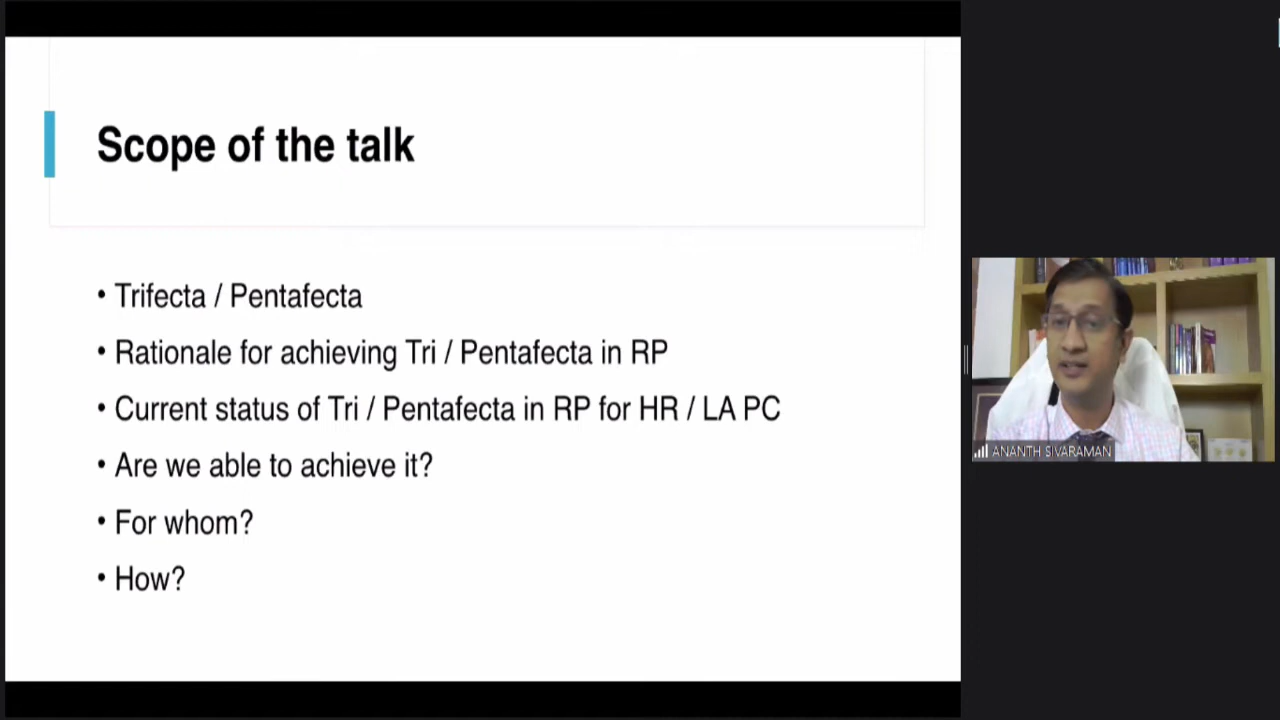 Scope of the talk
• Trifecta / Pentafecta
• Rationale for achieving Tri / Pentafecta in RP
• Current status of Tri / Pentafecta in RP for HR / LA PC
• Are we able to achieve it?
• For whom?
• How?
ANANTH SIVARAMAN